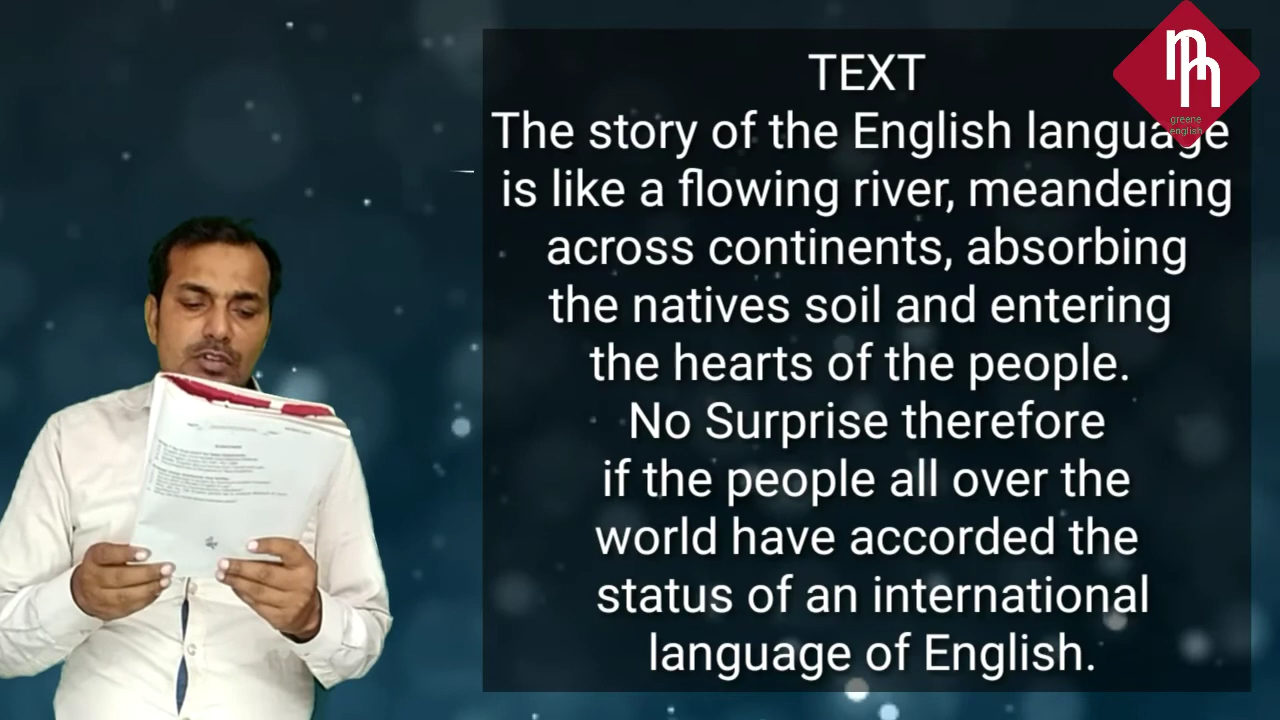 TEXT
The story of the English language
is like a flowing river, meandering
across continents, absorbing
the natives soil and entering
the hearts of the people.
No Surprise therefore
if the people all over the
world have accorded the
status of an international
language of English.
greene
english